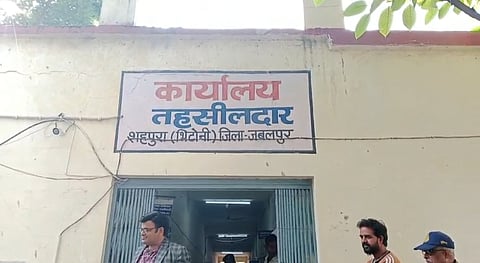 कार्यालय
तहसीलदार
शहपुरा (भिटोनी) जिला-जबलपुर